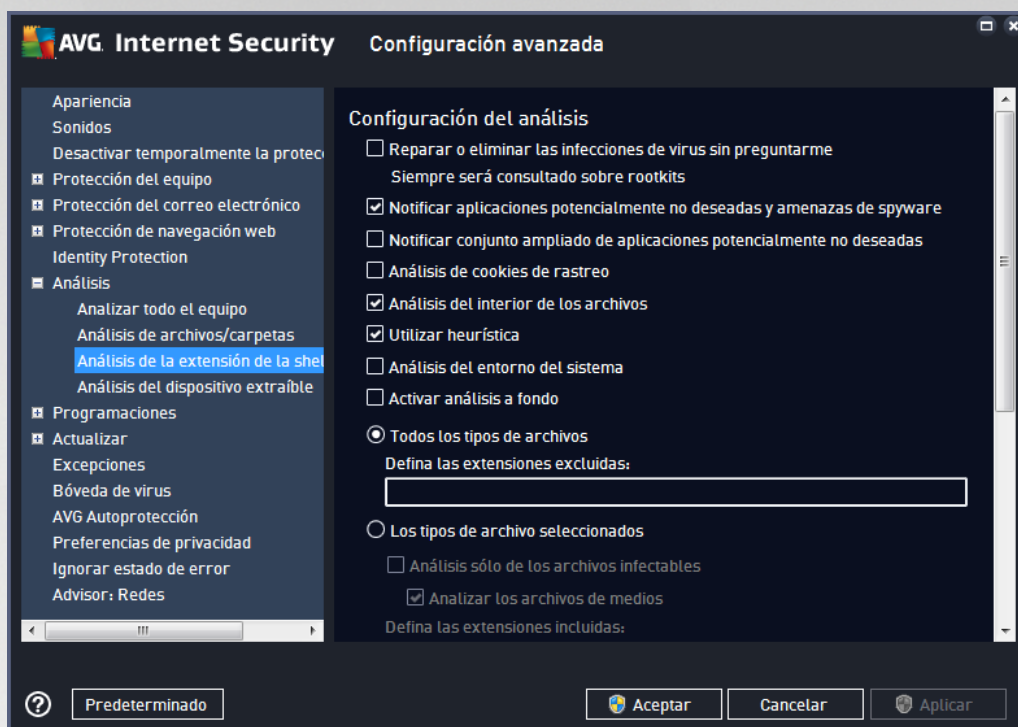 AVG. Internet Security
Configuración avanzada
Apariencia
Sonidos
Desactivar temporalmente la protec
Protección del equipo
Protección del correo electrónico
Protección de navegación web
Identity Protection
Análisis
Analizar todo el equipo
Análisis de archivos/carpetas
Análisis de la extensión de la shel
Análisis del dispositivo extraíble
Programaciones
Actualizar
Excepciones
Bóveda de virus
AVG Autoprotección
Preferencias de privacidad
Ignorar estado de error
Advisor: Redes
Configuración del análisis
Reparar o eliminar las infecciones de virus sin preguntarme
Siempre será consultado sobre rootkits
Notificar aplicaciones potencialmente no deseadas y amenazas de spyware
Notificar conjunto ampliado de aplicaciones potencialmente no deseadas
Análisis de cookies de rastreo
Análisis del interior de los archivos
Utilizar heurística
Análisis del entorno del sistema
Activar análisis a fondo
Todos los tipos de archivos
Defina las extensiones excluidas:
Los tipos de archivo seleccionados
Análisis sólo de los archivos infectables
Analizar los archivos de medios
Defina las extensiones incluidas:
Predeterminado
Aceptar
Cancelar
Aplicar